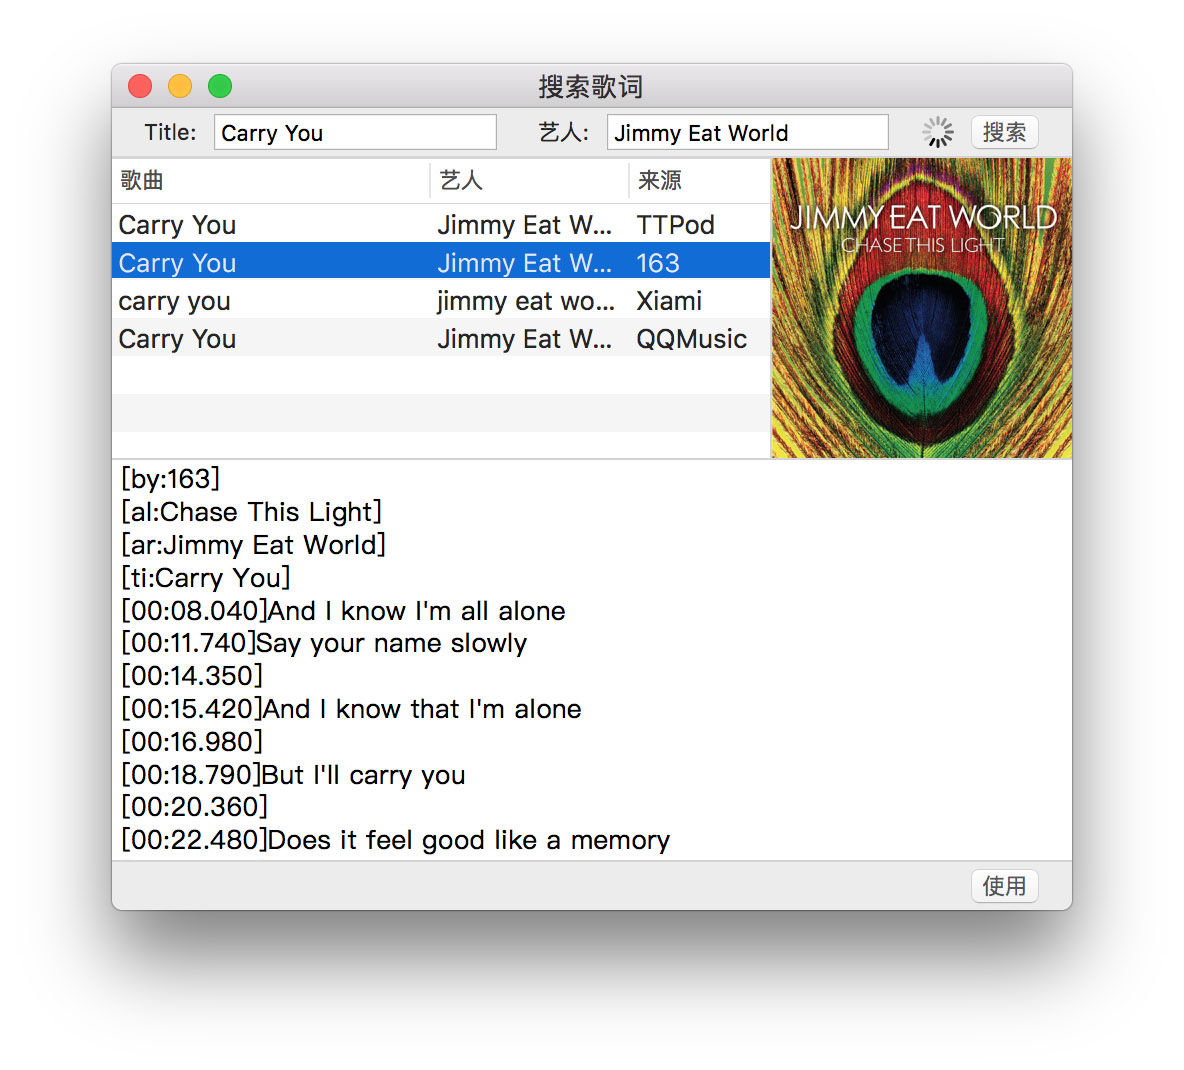 搜索歌词
Title: Carry You 艺人: Jimmy Eat World 搜索
歌曲 艺人 来源
Carry You Jimmy Eat W... TTPod
Carry You Jimmy Eat W... 163
carry you jimmy eat wo... Xiami
Carry You Jimmy Eat W... QQMusic
JIMMY EAT WORLD
CHASE THIS LIGHT
[by:163]
[al:Chase This Light]
[ar:Jimmy Eat World]
[ti:Carry You]
[00:08.040]And I know I'm all alone
[00:11.740]Say your name slowly
[00:14.350]
[00:15.420]And I know that I'm alone
[00:16.980]
[00:18.790]But I'll carry you
[00:20.360]
[00:22.480]Does it feel good like a memory
使用